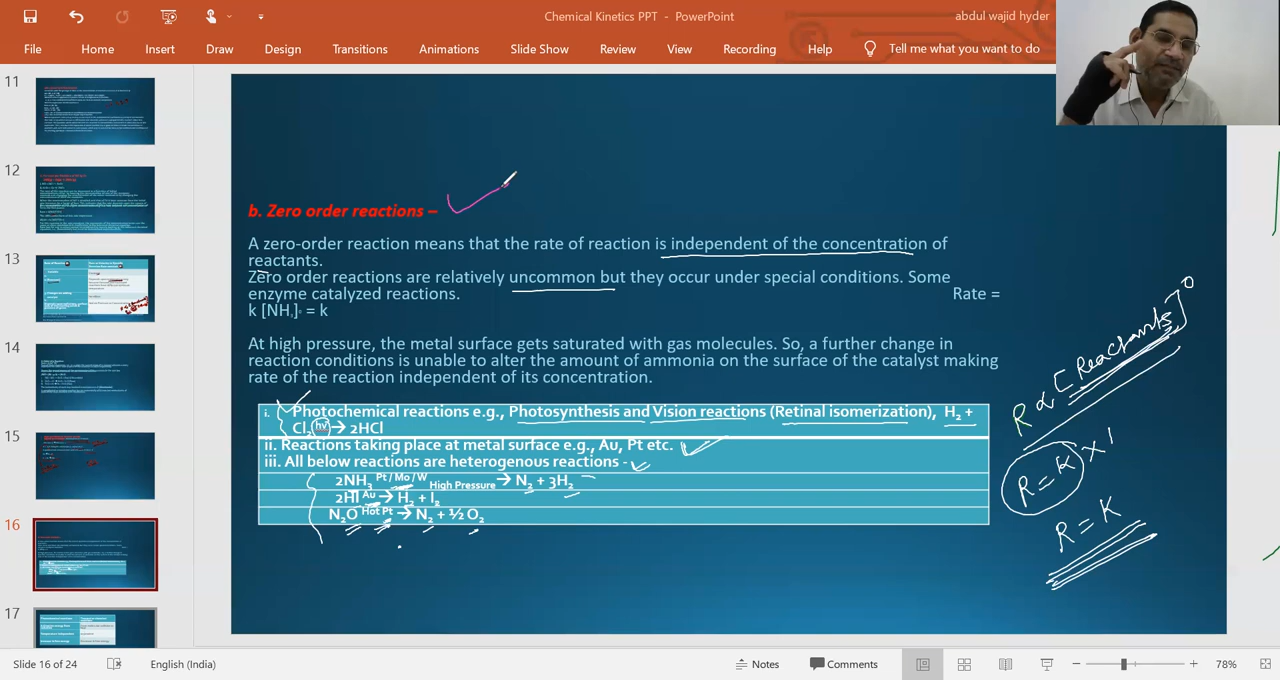 Chemical Kinetics PPT - PowerPoint
abdul wajid hyder
File Home Insert Draw Design Transitions Animations Slide Show Review View Recording Help Tell me what you want to do
11
12
13
14
15
16
17
b. Zero order reactions –
A zero-order reaction means that the rate of reaction is independent of the concentration of
reactants.
Zero order reactions are relatively uncommon but they occur under special conditions. Some
enzyme catalyzed reactions. Rate =
k [NH₃]⁰ = k
At high pressure, the metal surface gets saturated with gas molecules. So, a further change in
reaction conditions is unable to alter the amount of ammonia on the surface of the catalyst making
rate of the reaction independent of its concentration.
i. Photochemical reactions e.g., Photosynthesis and Vision reactions (Retinal isomerization), H₂ +
Cl₂ hv → 2HCl
ii. Reactions taking place at metal surface e.g., Au, Pt etc.
iii. All below reactions are heterogenous reactions -
2NH₃ Pt / Mo / W High Pressure → N₂ + 3H₂
2HI Au → H₂ + I₂
N₂O Hot Pt → N₂ + ½ O₂
R ∝ [Reactants]⁰
R = K × 1
R = K
Slide 16 of 24 English (India) Notes Comments 78%